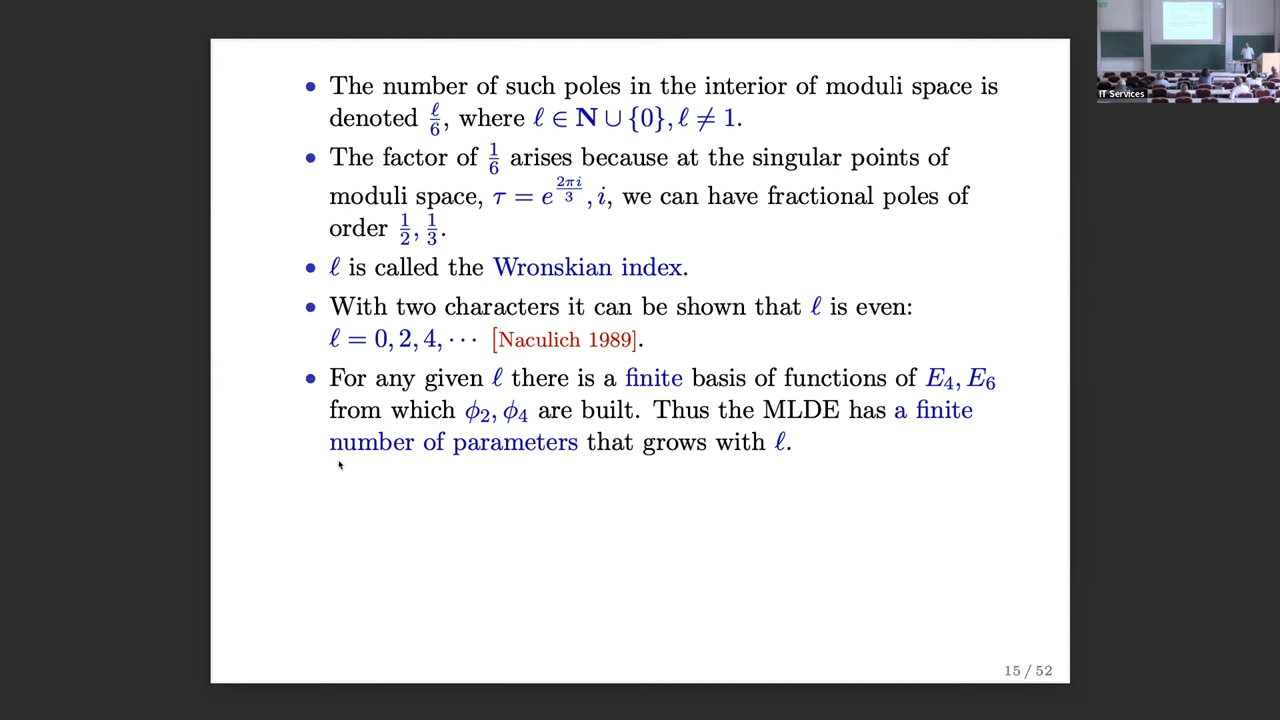 • The number of such poles in the interior of moduli space is
denoted ℓ/6, where ℓ ∈ N ∪ {0}, ℓ ≠ 1.
• The factor of 1/6 arises because at the singular points of
moduli space, τ = e^{2πi/3}, i, we can have fractional poles of
order 1/2, 1/3.
• ℓ is called the Wronskian index.
• With two characters it can be shown that ℓ is even:
ℓ = 0, 2, 4, ⋯ [Naculich 1989].
• For any given ℓ there is a finite basis of functions of E₄, E₆
from which ϕ₂, ϕ₄ are built. Thus the MLDE has a finite
number of parameters that grows with ℓ.
15 / 52
IT Services